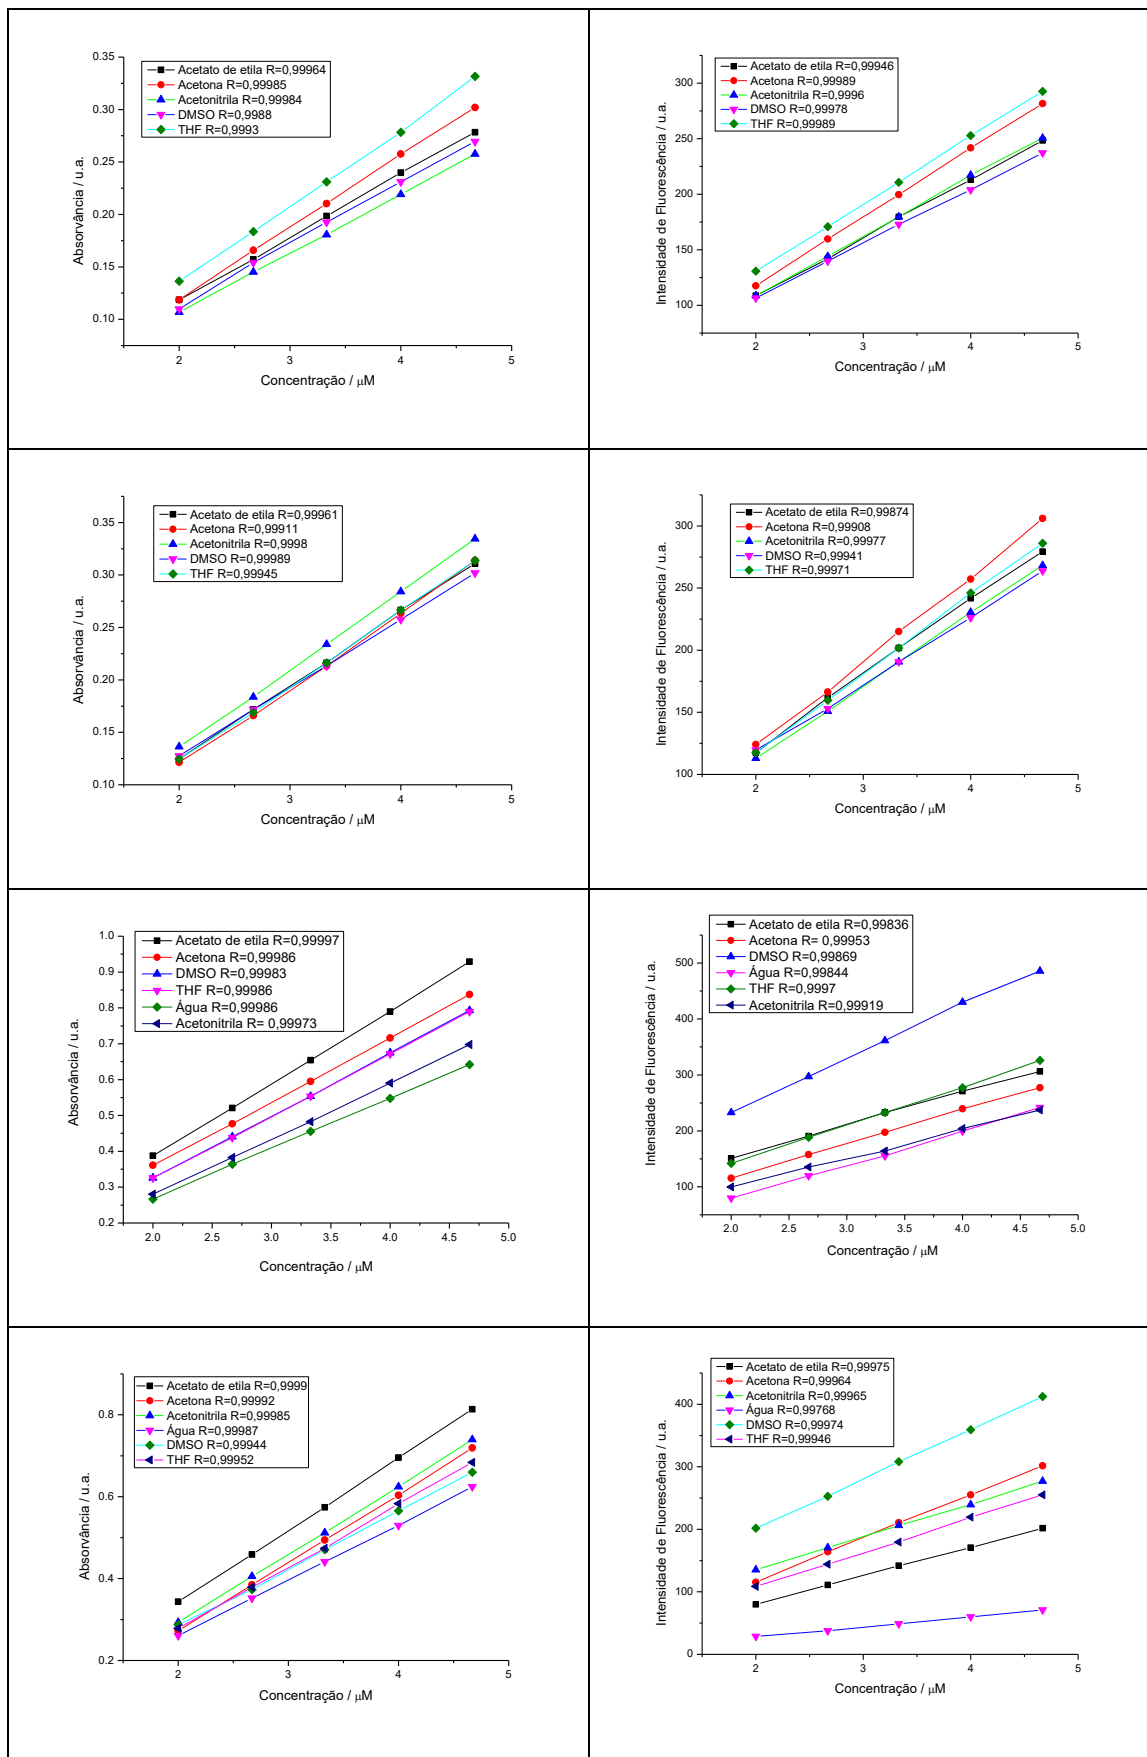 0.35
0.30
0.25
0.20
0.15
0.10
Absorvância / u.a.
Acetato de etila R=0,99964
Acetona R=0,99985
Acetonitrila R=0,99984
DMSO R=0,9988
THF R=0,9993
2 3 4 5
Concentração / μM
300
250
200
150
100
Intensidade de Fluorescência / u.a.
Acetato de etila R=0,99946
Acetona R=0,99989
Acetonitrila R=0,9996
DMSO R=0,99978
THF R=0,99989
2 3 4 5
Concentração / μM
0.35
0.30
0.25
0.20
0.15
0.10
Absorvância / u.a.
Acetato de etila R=0,99961
Acetona R=0,99911
Acetonitrila R=0,9998
DMSO R=0,99989
THF R=0,99945
2 3 4 5
Concentração / μM
300
250
200
150
100
Intensidade de Fluorescência / u.a.
Acetato de etila R=0,99874
Acetona R=0,99908
Acetonitrila R=0,99977
DMSO R=0,99941
THF R=0,99971
2 3 4 5
Concentração / μM
1.0
0.9
0.8
0.7
0.6
0.5
0.4
0.3
0.2
Absorvância / u.a.
Acetato de etila R=0,99997
Acetona R=0,99986
DMSO R=0,99983
THF R=0,99986
Água R=0,99986
Acetonitrila R= 0,99973
2.0 2.5 3.0 3.5 4.0 4.5 5.0
Concentração / μM
500
400
300
200
100
Intensidade de Fluorescência / u.a.
Acetato de etila R=0,99836
Acetona R= 0,99953
DMSO R=0,99869
Água R=0,99844
THF R=0,9997
Acetonitrila R=0,99919
2.0 2.5 3.0 3.5 4.0 4.5 5.0
Concentração / μM
0.8
0.6
0.4
0.2
Absorvância / u.a.
Acetato de etila R=0,9999
Acetona R=0,99992
Acetonitrila R=0,99985
Água R=0,99987
DMSO R=0,99944
THF R=0,99952
2 3 4 5
Concentração / μM
400
300
200
100
0
Intensidade de Fluorescência / u.a.
Acetato de etila R=0,99975
Acetona R=0,99964
Acetonitrila R=0,99965
Água R=0,99768
DMSO R=0,99974
THF R=0,99946
2 3 4 5
Concentração / μM